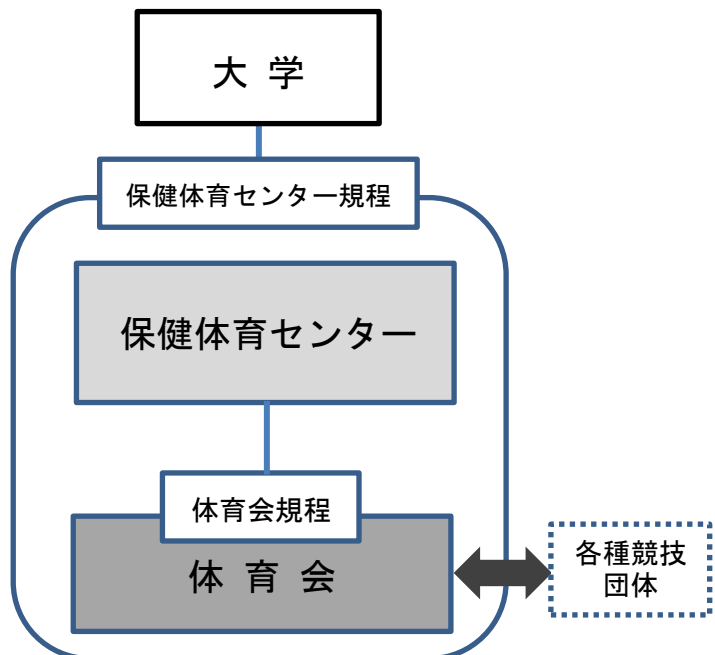 大 学
保健体育センター規程
保健体育センター
体育会規程
体 育 会
各種競技
団体